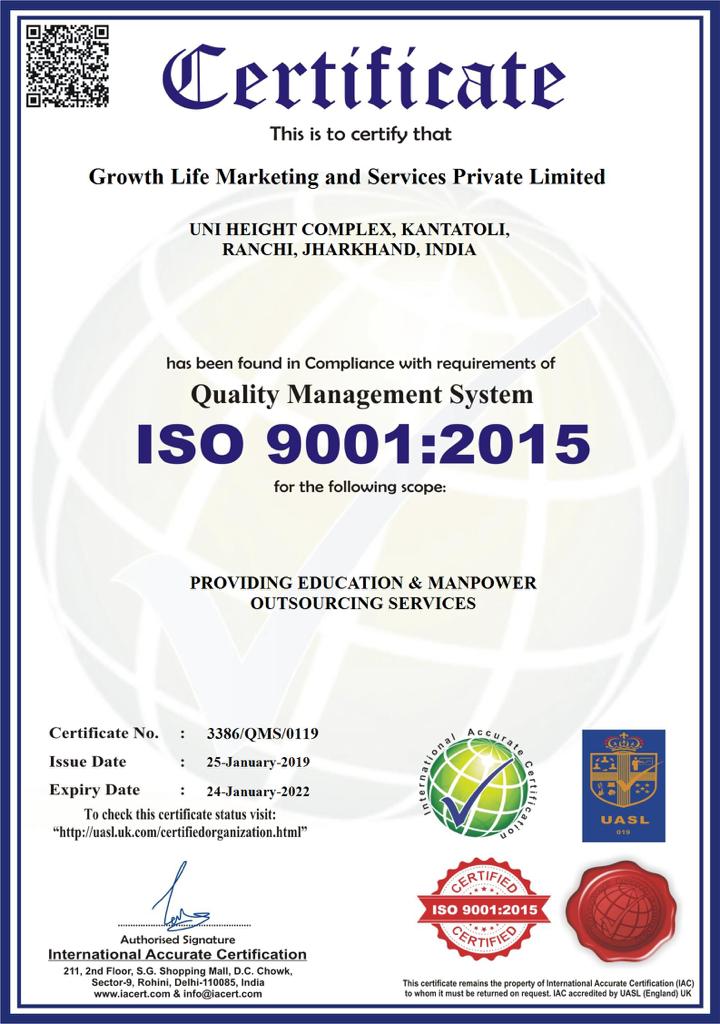 Certificate
This is to certify that
Growth Life Marketing and Services Private Limited
UNI HEIGHT COMPLEX, KANTATOLI,
RANCHI, JHARKHAND, INDIA
has been found in Compliance with requirements of
Quality Management System
ISO 9001:2015
for the following scope:
PROVIDING EDUCATION & MANPOWER
OUTSOURCING SERVICES
Certificate No. : 3386/QMS/0119
Issue Date : 25-January-2019
Expiry Date : 24-January-2022
To check this certificate status visit:
“http://uasl.uk.com/certifiedorganization.html”
International Accurate Certification
UASL
019
Authorised Signature
International Accurate Certification
211, 2nd Floor, S.G. Shopping Mall, D.C. Chowk,
Sector-9, Rohini, Delhi-110085, India
www.iacert.com & info@iacert.com
CERTIFIED
ISO 9001:2015
CERTIFIED
This certificate remains the property of International Accurate Certification (IAC)
to whom it must be returned on request. IAC accredited by UASL (England) UK